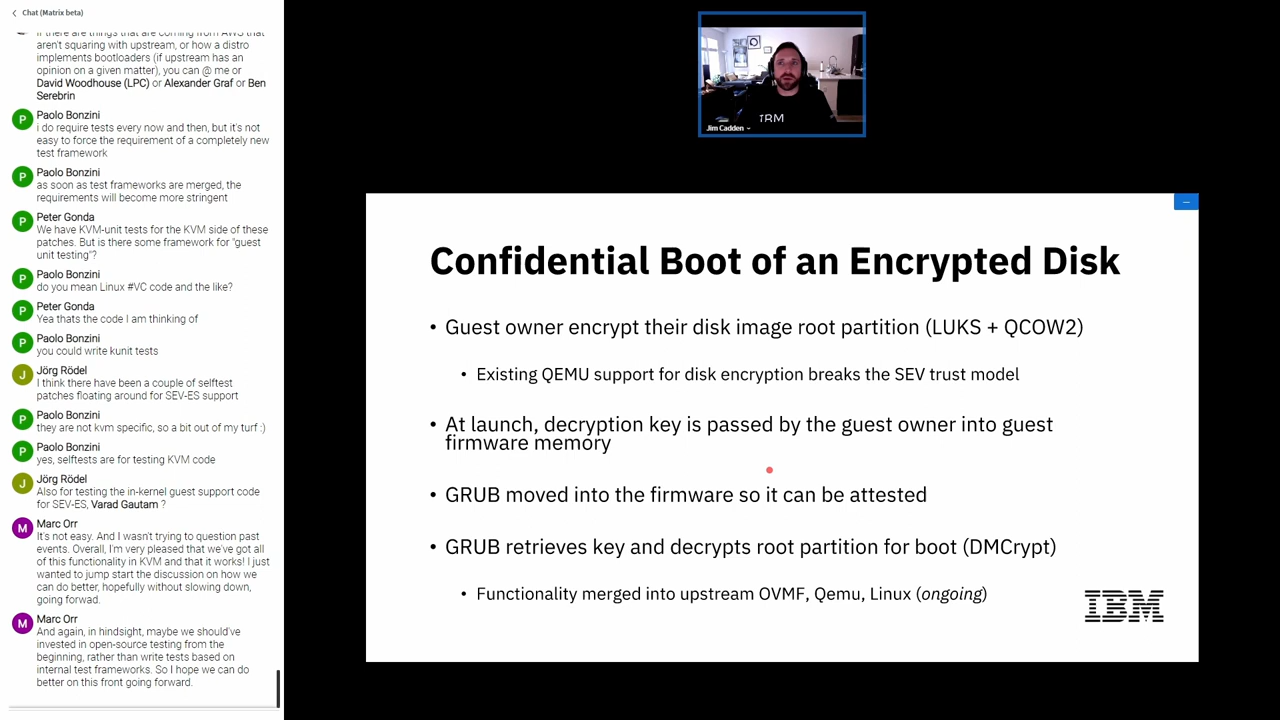 Chat (Matrix beta)
If there are things that are coming from AWS that
aren't squaring with upstream, or how a distro
implements bootloaders (if upstream has an
opinion on a given matter), you can @ me or
David Woodhouse (LPC) or Alexander Graf or Ben
Serebrin
P
Paolo Bonzini
i do require tests every now and then, but it's not
easy to force the requirement of a completely new
test framework
P
Paolo Bonzini
as soon as test frameworks are merged, the
requirements will become more stringent
P
Peter Gonda
We have KVM-unit tests for the KVM side of these
patches. But is there some framework for "guest
unit testing"?
P
Paolo Bonzini
do you mean Linux #VC code and the like?
P
Peter Gonda
Yea thats the code I am thinking of
P
Paolo Bonzini
you could write kunit tests
J
Jörg Rödel
I think there have been a couple of selftest
patches floating around for SEV-ES support
P
Paolo Bonzini
they are not kvm specific, so a bit out of my turf :)
P
Paolo Bonzini
yes, selftests are for testing KVM code
J
Jörg Rödel
Also for testing the in-kernel guest support code
for SEV-ES, Varad Gautam ?
M
Marc Orr
It's not easy. And I wasn't trying to question past
events. Overall, I'm very pleased that we've got all
of this functionality in KVM and that it works! I just
wanted to jump start the discussion on how we
can do better, hopefully without slowing down,
going forwad.
M
Marc Orr
And again, in hindsight, maybe we should've
invested in open-source testing from the
beginning, rather than write tests based on
internal test frameworks. So I hope we can do
better on this front going forward.
IBM
Jim Cadden
Confidential Boot of an Encrypted Disk
• Guest owner encrypt their disk image root partition (LUKS + QCOW2)
• Existing QEMU support for disk encryption breaks the SEV trust model
• At launch, decryption key is passed by the guest owner into guest
firmware memory
• GRUB moved into the firmware so it can be attested
• GRUB retrieves key and decrypts root partition for boot (DMCrypt)
• Functionality merged into upstream OVMF, Qemu, Linux (ongoing)
IBM